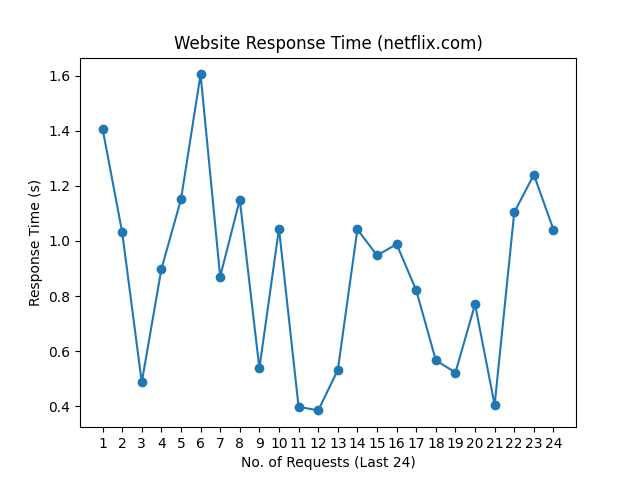 Website Response Time (netflix.com)
Response Time (s)
1.6
1.4
1.2
1.0
0.8
0.6
0.4
1 2 3 4 5 6 7 8 9 10 11 12 13 14 15 16 17 18 19 20 21 22 23 24
No. of Requests (Last 24)